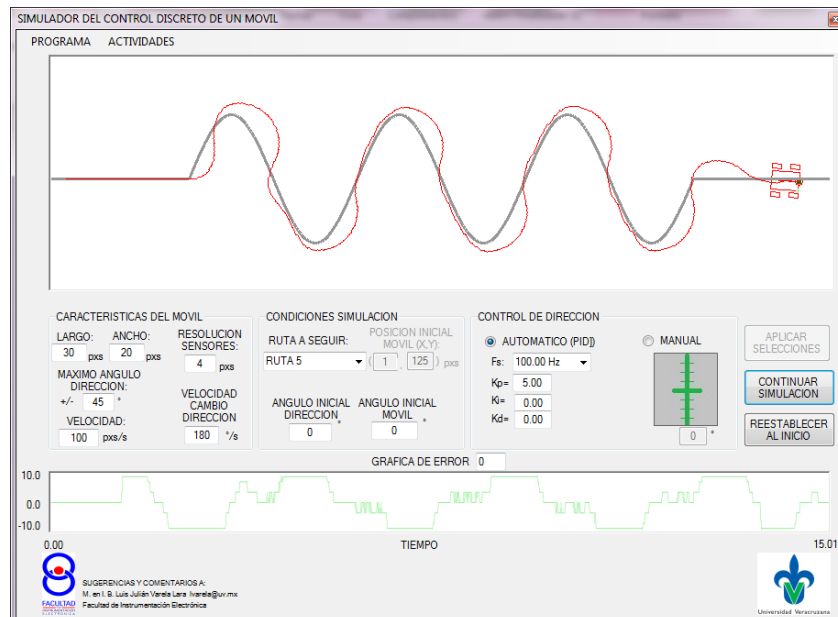 SIMULADOR DEL CONTROL DISCRETO DE UN MOVIL
PROGRAMA ACTIVIDADES
CARACTERISTICAS DEL MOVIL
LARGO: ANCHO:
30 pxs 20 pxs
RESOLUCION
SENSORES:
4 pxs
MAXIMO ANGULO
DIRECCION:
+/- 45 °
VELOCIDAD:
100 pxs/s
VELOCIDAD
CAMBIO
DIRECCION
180 °/s
CONDICIONES SIMULACION
RUTA A SEGUIR:
RUTA 5
POSICION INICIAL
MOVIL (X,Y):
( 1 , 125 ) pxs
ANGULO INICIAL
DIRECCION
0 °
ANGULO INICIAL
MOVIL
0 °
CONTROL DE DIRECCION
AUTOMATICO (PID])
Fs: 100.00 Hz
Kp= 5.00
Ki= 0.00
Kd= 0.00
MANUAL
0 °
APLICAR
SELECCIONES
CONTINUAR
SIMULACION
REESTABLECER
AL INICIO
GRAFICA DE ERROR 0
10.0
0.0
-10.0
0.00 TIEMPO 15.01
FACULTAD
SUGERENCIAS Y COMENTARIOS A:
M. en I. B. Luis Julián Varela Lara lvarela@uv.mx
Facultad de Instrumentación Electrónica
Universidad Veracruzana